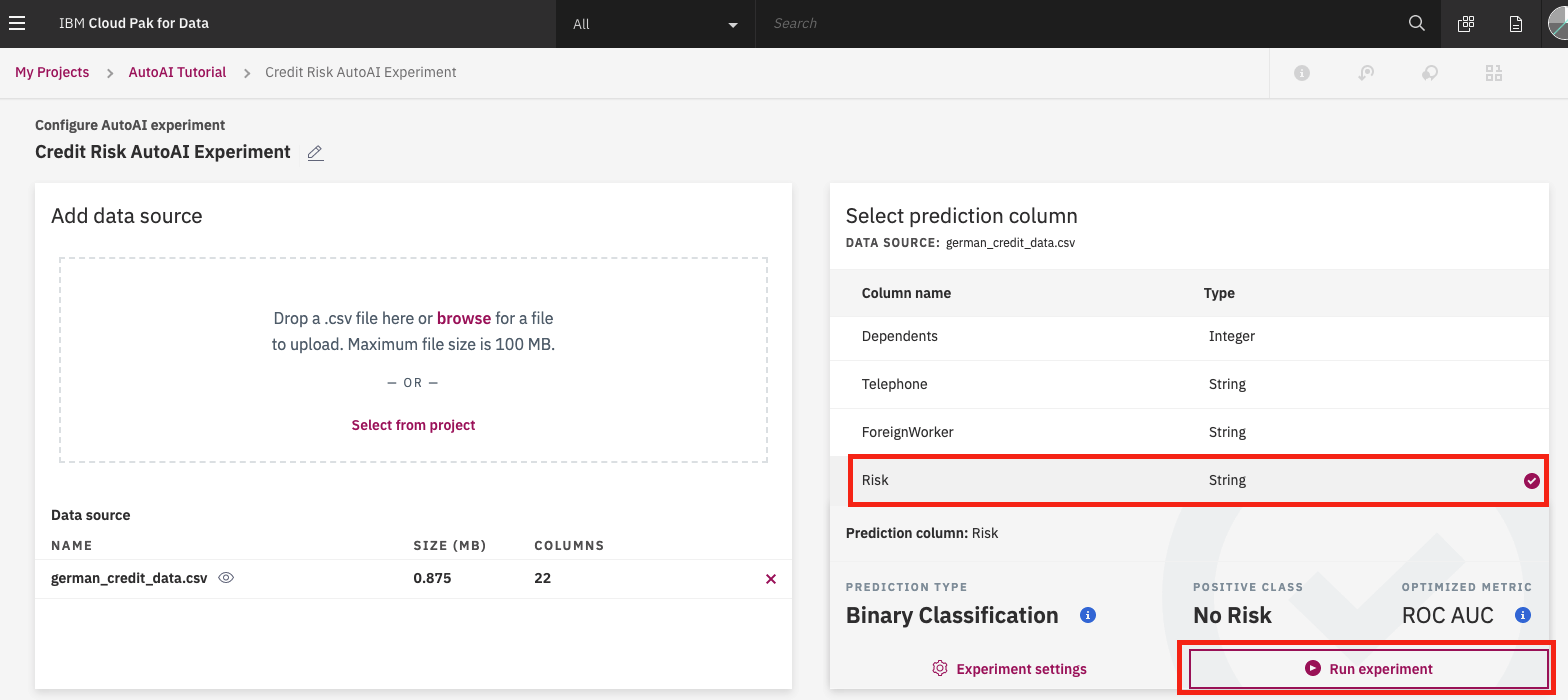 IBM Cloud Pak for Data
All
Search
My Projects > AutoAI Tutorial > Credit Risk AutoAI Experiment
Configure AutoAI experiment
Credit Risk AutoAI Experiment
Add data source
Drop a .csv file here or browse for a file
to upload. Maximum file size is 100 MB.
— OR —
Select from project
Data source
NAME SIZE (MB) COLUMNS
german_credit_data.csv 0.875 22
Select prediction column
DATA SOURCE: german_credit_data.csv
Column name Type
Dependents Integer
Telephone String
ForeignWorker String
Risk String
Prediction column: Risk
PREDICTION TYPE POSITIVE CLASS OPTIMIZED METRIC
Binary Classification No Risk ROC AUC
Experiment settings Run experiment